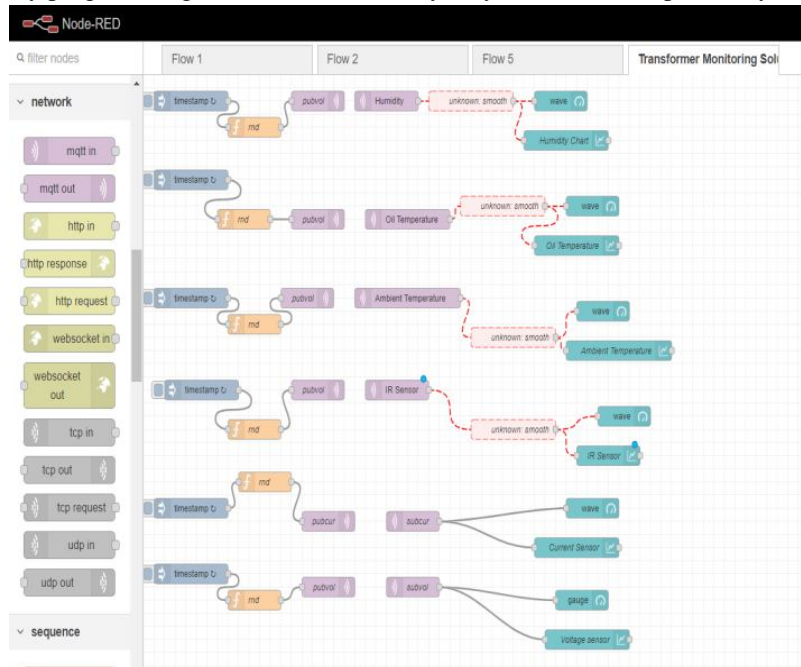 Node-RED
filter nodes
Flow 1
Flow 2
Flow 5
Transformer Monitoring Solu
network
mqtt in
mqtt out
http in
http response
http request
websocket in
websocket
out
tcp in
tcp out
tcp request
udp in
udp out
sequence
timestamp ↻
f rnd
pubvol
Humidity
unknown: smooth
wave
Humidity Chart
timestamp ↻
f rnd
pubvol
Oil Temperature
unknown: smooth
wave
Oil Temperature
timestamp ↻
f rnd
pubvol
Ambient Temperature
unknown: smooth
wave
Ambient Temperature
timestamp ↻
f rnd
pubvol
IR Sensor
unknown: smooth
wave
IR Sensor
timestamp ↻
f rnd
pubcur
subcur
wave
Current Sensor
timestamp ↻
f rnd
pubvol
subvol
gauge
Voltage sensor